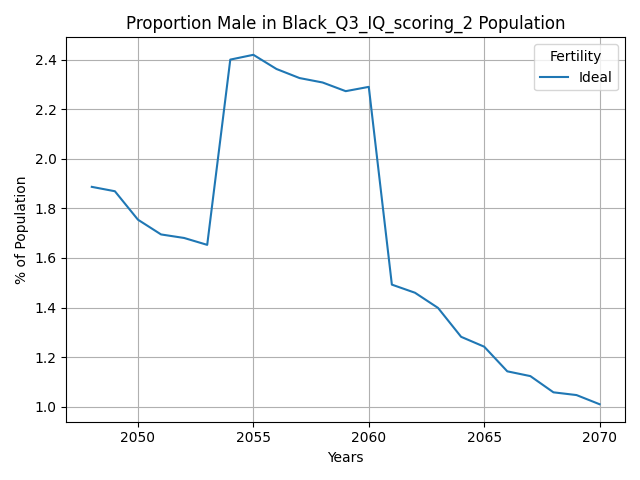 Proportion Male in Black_Q3_IQ_scoring_2 Population
Fertility
Ideal
% of Population
2.4
2.2
2.0
1.8
1.6
1.4
1.2
1.0
2050 2055 2060 2065 2070
Years